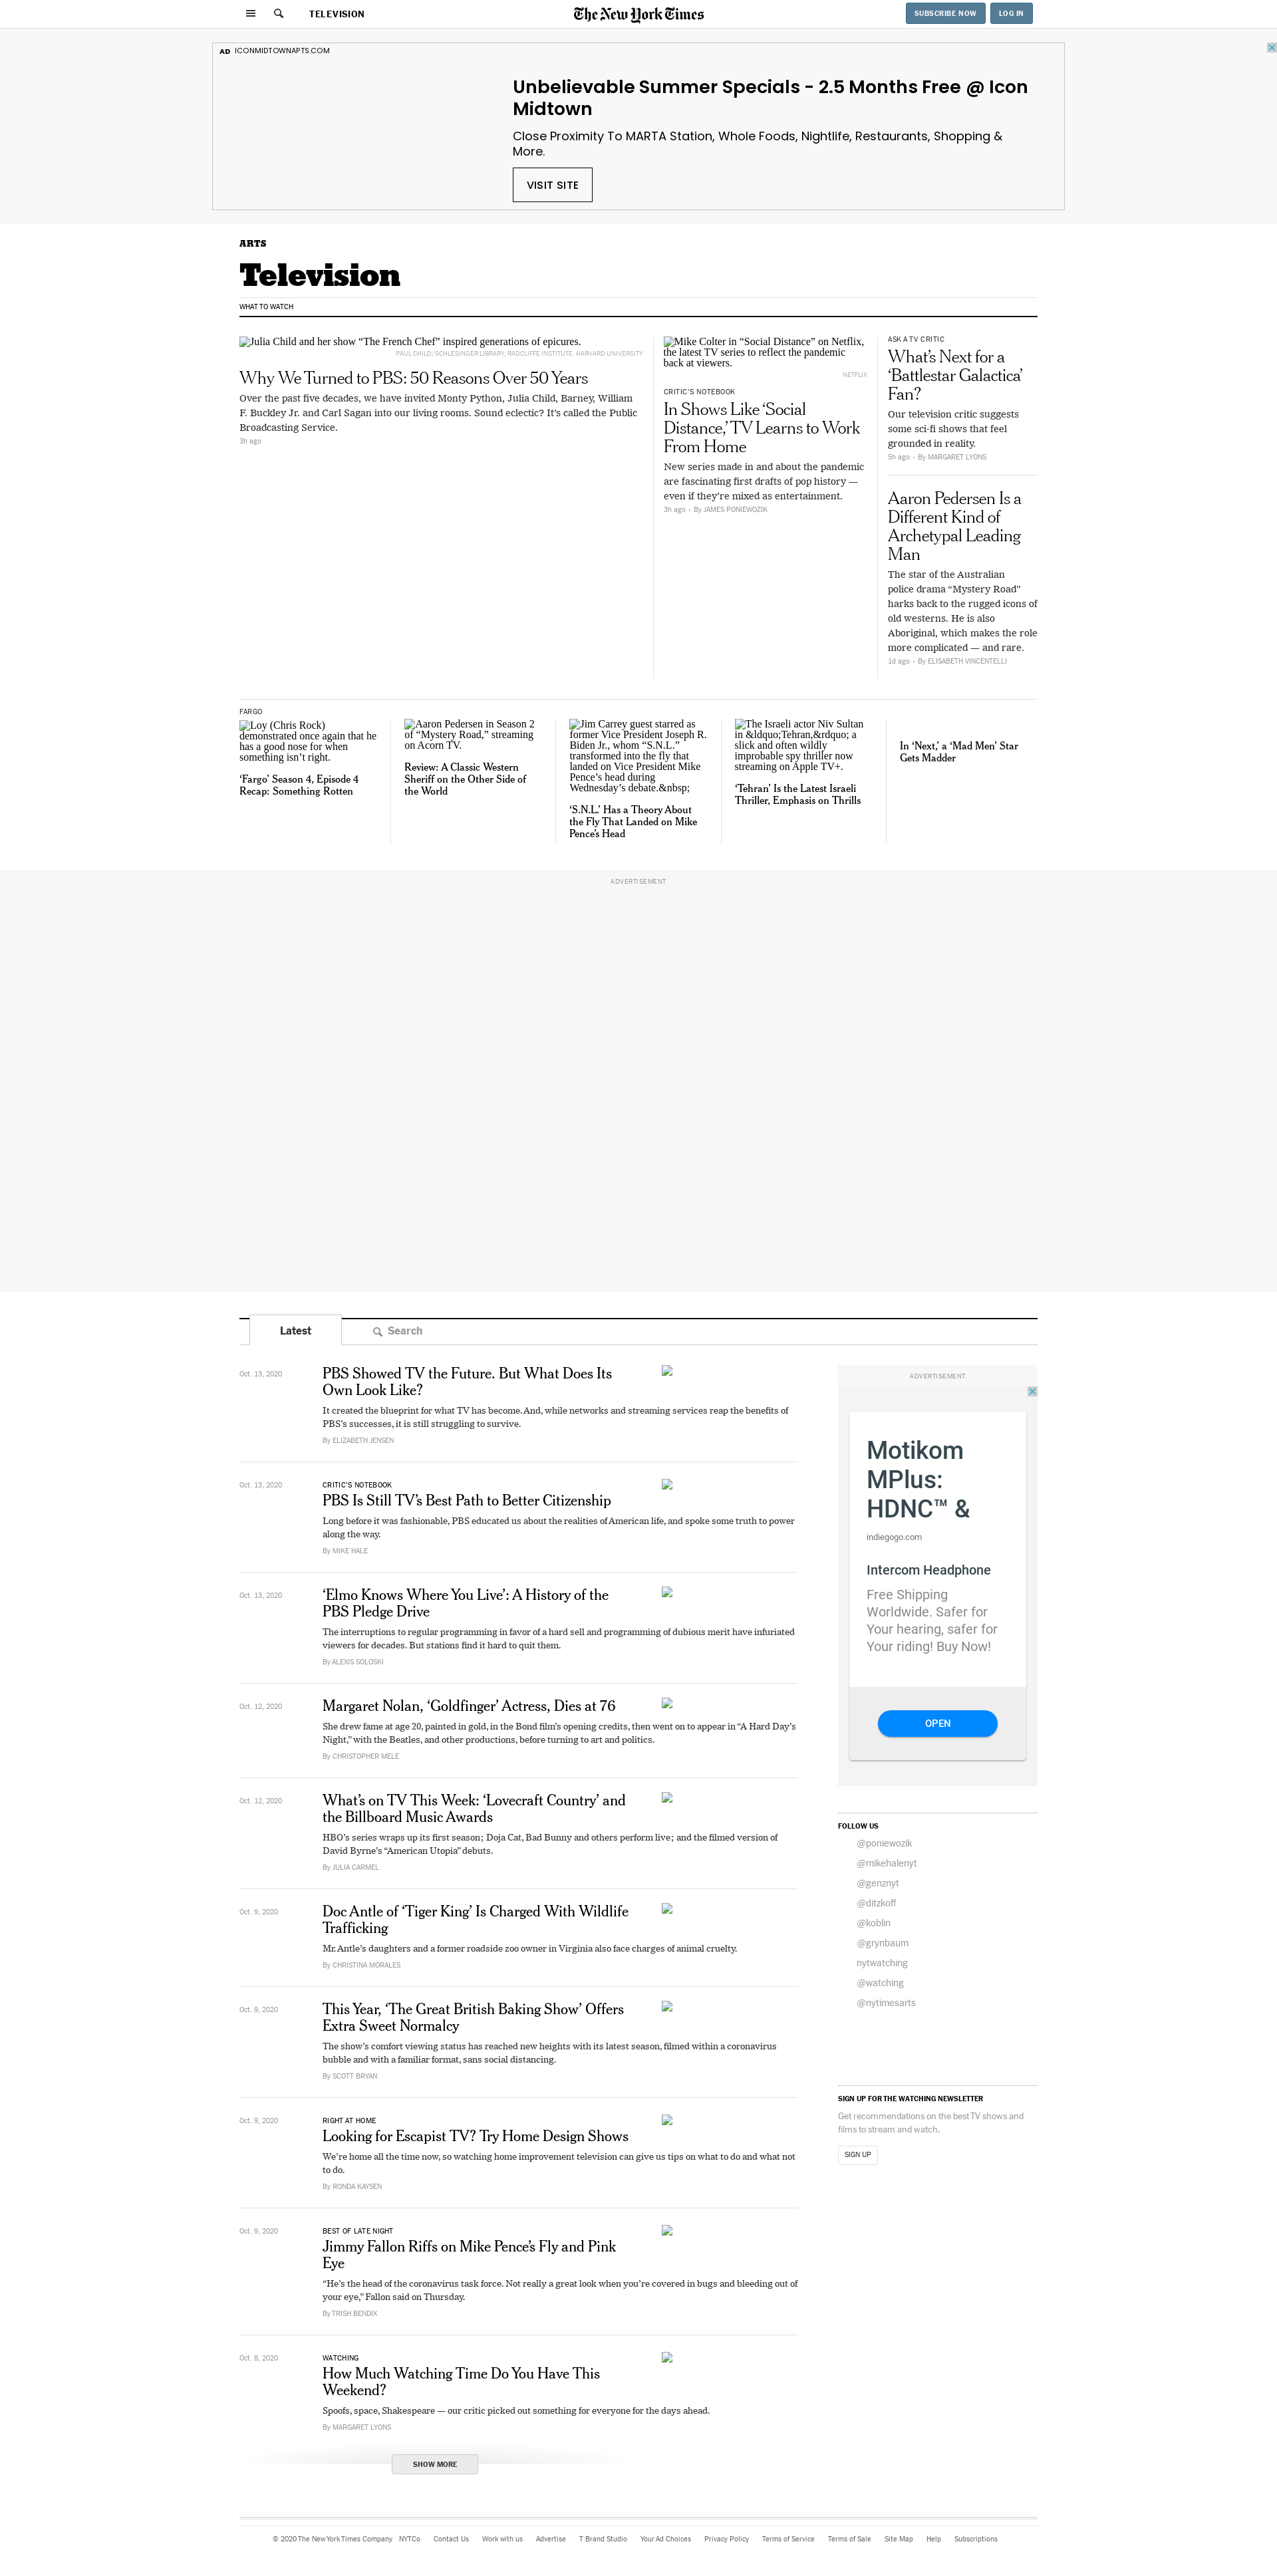 TELEVISION
The New York Times
SUBSCRIBE NOW
LOG IN
AD ICONMIDTOWNAPTS.COM
Unbelievable Summer Specials - 2.5 Months Free @ Icon
Midtown
Close Proximity To MARTA Station, Whole Foods, Nightlife, Restaurants, Shopping &
More.
VISIT SITE
ARTS
Television
WHAT TO WATCH
Julia Child and her show “The French Chef” inspired generations of epicures.
PAUL CHILD/SCHLESINGER LIBRARY, RADCLIFFE INSTITUTE, HARVARD UNIVERSITY
Why We Turned to PBS: 50 Reasons Over 50 Years
Over the past five decades, we have invited Monty Python, Julia Child, Barney, William
F. Buckley Jr. and Carl Sagan into our living rooms. Sound eclectic? It’s called the Public
Broadcasting Service.
3h ago
Mike Colter in “Social Distance” on Netflix,
the latest TV series to reflect the pandemic
back at viewers.
NETFLIX
CRITIC’S NOTEBOOK
In Shows Like ‘Social
Distance,’ TV Learns to Work
From Home
New series made in and about the pandemic
are fascinating first drafts of pop history —
even if they’re mixed as entertainment.
3h ago • By JAMES PONIEWOZIK
ASK A TV CRITIC
What’s Next for a
‘Battlestar Galactica’
Fan?
Our television critic suggests
some sci-fi shows that feel
grounded in reality.
5h ago • By MARGARET LYONS
Aaron Pedersen Is a
Different Kind of
Archetypal Leading
Man
The star of the Australian
police drama “Mystery Road”
harks back to the rugged icons of
old westerns. He is also
Aboriginal, which makes the role
more complicated — and rare.
1d ago • By ELISABETH VINCENTELLI
FARGO
Loy (Chris Rock)
demonstrated once again that he
has a good nose for when
something isn’t right.
‘Fargo’ Season 4, Episode 4
Recap: Something Rotten
Aaron Pedersen in Season 2
of “Mystery Road,” streaming
on Acorn TV.
Review: A Classic Western
Sheriff on the Other Side of
the World
Jim Carrey guest starred as
former Vice President Joseph R.
Biden Jr., whom “S.N.L.”
transformed into the fly that
landed on Vice President Mike
Pence’s head during
Wednesday’s debate.&nbsp;
‘S.N.L.’ Has a Theory About
the Fly That Landed on Mike
Pence’s Head
The Israeli actor Niv Sultan
in &ldquo;Tehran,&rdquo; a
slick and often wildly
improbable spy thriller now
streaming on Apple TV+.
‘Tehran’ Is the Latest Israeli
Thriller, Emphasis on Thrills
In ‘Next,’ a ‘Mad Men’ Star
Gets Madder
ADVERTISEMENT
Latest
Search
Oct. 13, 2020
PBS Showed TV the Future. But What Does Its
Own Look Like?
It created the blueprint for what TV has become. And, while networks and streaming services reap the benefits of
PBS’s successes, it is still struggling to survive.
By ELIZABETH JENSEN
Oct. 13, 2020
CRITIC’S NOTEBOOK
PBS Is Still TV’s Best Path to Better Citizenship
Long before it was fashionable, PBS educated us about the realities of American life, and spoke some truth to power
along the way.
By MIKE HALE
Oct. 13, 2020
‘Elmo Knows Where You Live’: A History of the
PBS Pledge Drive
The interruptions to regular programming in favor of a hard sell and programming of dubious merit have infuriated
viewers for decades. But stations find it hard to quit them.
By ALEXIS SOLOSKI
Oct. 12, 2020
Margaret Nolan, ‘Goldfinger’ Actress, Dies at 76
She drew fame at age 20, painted in gold, in the Bond film’s opening credits, then went on to appear in “A Hard Day’s
Night,” with the Beatles, and other productions, before turning to art and politics.
By CHRISTOPHER MELE
Oct. 12, 2020
What’s on TV This Week: ‘Lovecraft Country’ and
the Billboard Music Awards
HBO’s series wraps up its first season; Doja Cat, Bad Bunny and others perform live; and the filmed version of
David Byrne’s “American Utopia” debuts.
By JULIA CARMEL
Oct. 9, 2020
Doc Antle of ‘Tiger King’ Is Charged With Wildlife
Trafficking
Mr. Antle’s daughters and a former roadside zoo owner in Virginia also face charges of animal cruelty.
By CHRISTINA MORALES
Oct. 9, 2020
This Year, ‘The Great British Baking Show’ Offers
Extra Sweet Normalcy
The show’s comfort viewing status has reached new heights with its latest season, filmed within a coronavirus
bubble and with a familiar format, sans social distancing.
By SCOTT BRYAN
Oct. 9, 2020
RIGHT AT HOME
Looking for Escapist TV? Try Home Design Shows
We’re home all the time now, so watching home improvement television can give us tips on what to do and what not
to do.
By RONDA KAYSEN
Oct. 9, 2020
BEST OF LATE NIGHT
Jimmy Fallon Riffs on Mike Pence’s Fly and Pink
Eye
“He’s the head of the coronavirus task force. Not really a great look when you’re covered in bugs and bleeding out of
your eye,” Fallon said on Thursday.
By TRISH BENDIX
Oct. 8, 2020
WATCHING
How Much Watching Time Do You Have This
Weekend?
Spoofs, space, Shakespeare — our critic picked out something for everyone for the days ahead.
By MARGARET LYONS
SHOW MORE
ADVERTISEMENT
Motikom
MPlus:
HDNC™ &
indiegogo.com
Intercom Headphone
Free Shipping
Worldwide. Safer for
Your hearing, safer for
Your riding! Buy Now!
OPEN
FOLLOW US
@poniewozik
@mikehalenyt
@genznyt
@ditzkoff
@koblin
@grynbaum
nytwatching
@watching
@nytimesarts
SIGN UP FOR THE WATCHING NEWSLETTER
Get recommendations on the best TV shows and
films to stream and watch.
SIGN UP
© 2020 The New York Times Company NYTCo Contact Us Work with us Advertise T Brand Studio Your Ad Choices Privacy Policy Terms of Service Terms of Sale Site Map Help Subscriptions